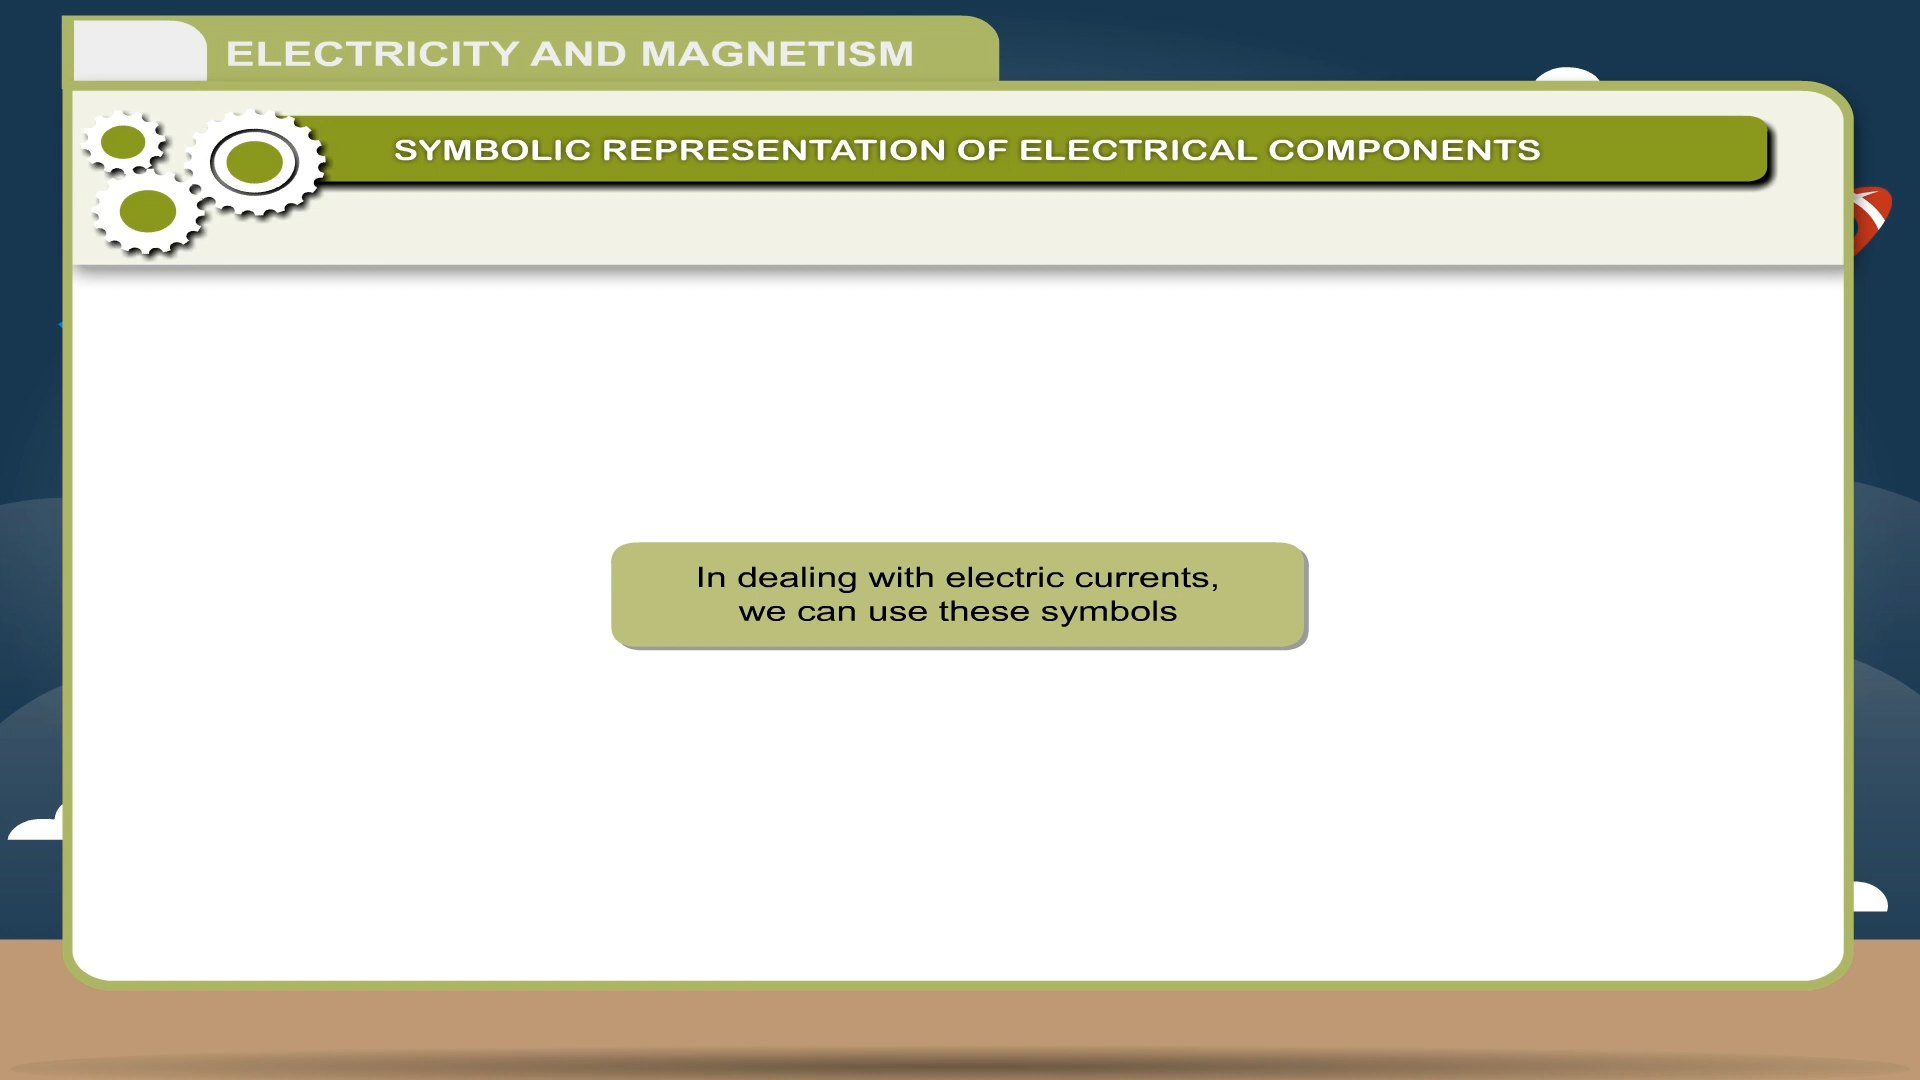 ELECTRICITY AND MAGNETISM
SYMBOLIC REPRESENTATION OF ELECTRICAL COMPONENTS
In dealing with electric currents,
we can use these symbols